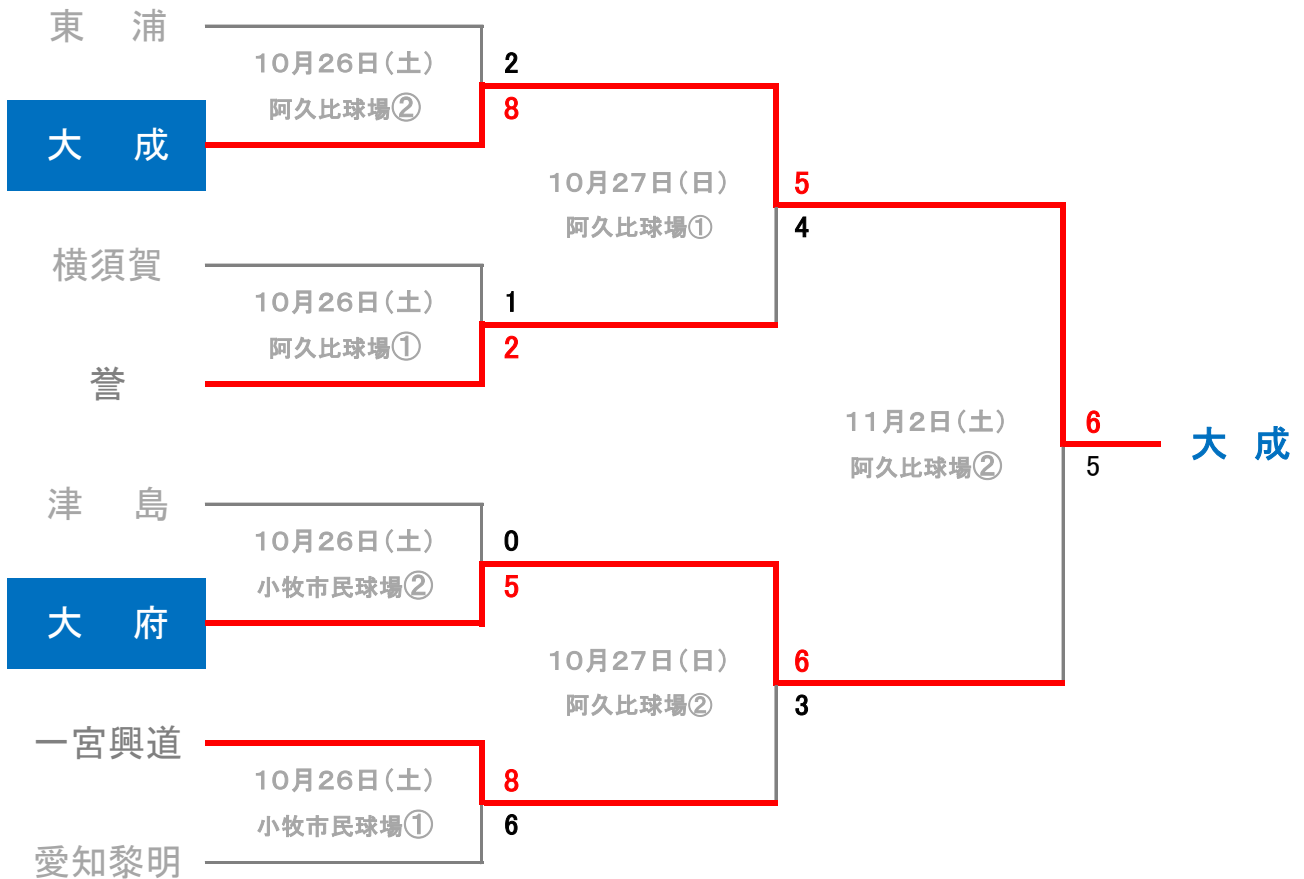 東　浦
10月26日(土)
阿久比球場②
2
8
大　成
10月27日(日)
阿久比球場①
5
4
横須賀
10月26日(土)
阿久比球場①
1
2
誉
11月2日(土)
阿久比球場②
6
5
大　成
津　島
10月26日(土)
小牧市民球場②
0
5
大　府
10月27日(日)
阿久比球場②
6
3
一宮興道
10月26日(土)
小牧市民球場①
8
6
愛知黎明